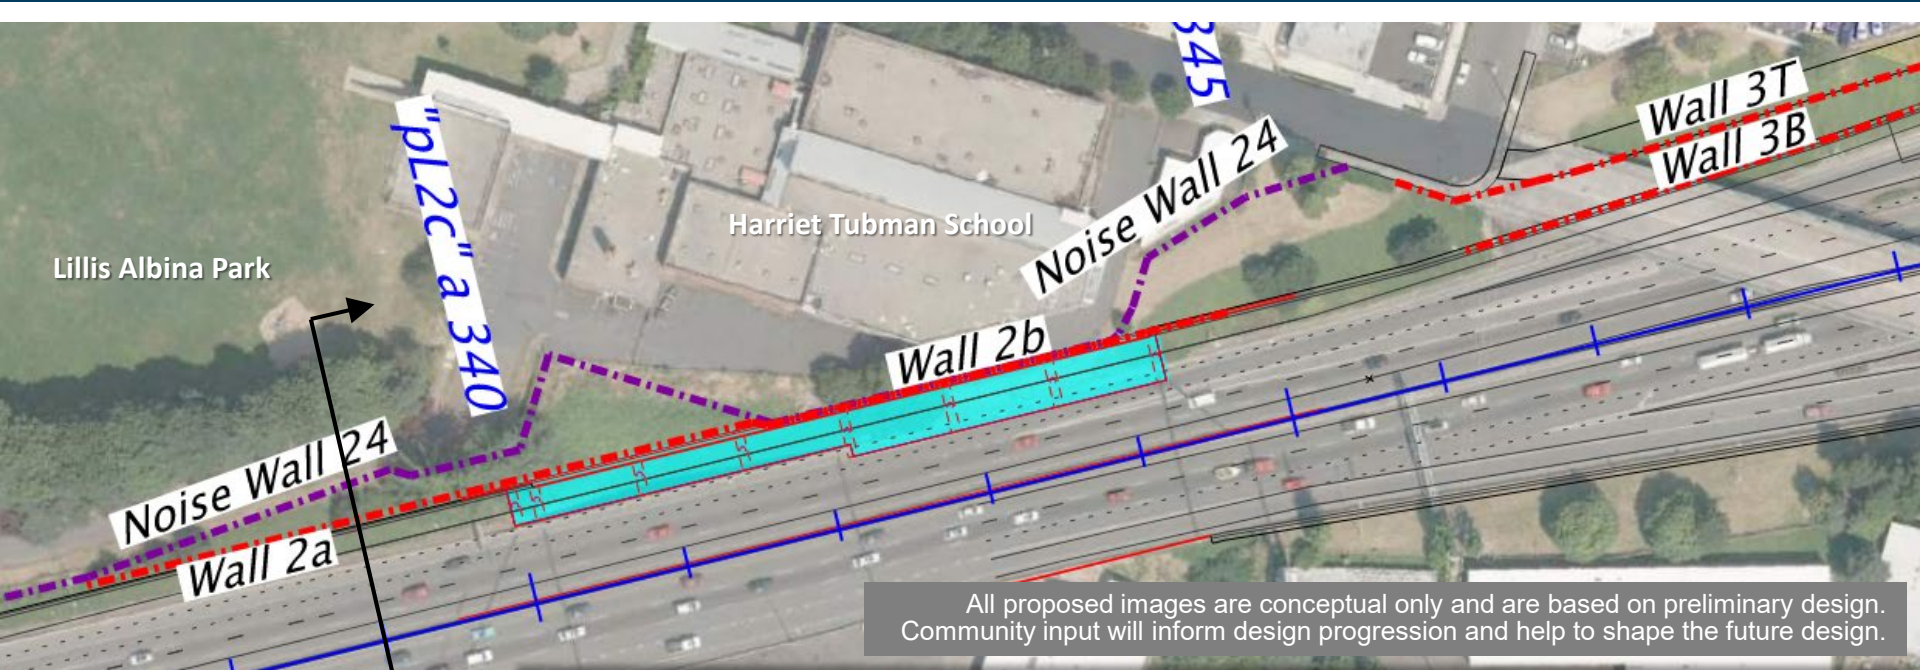 345
Wall 3T
Wall 3B
Noise Wall 24
"pL2c" a 340
Harriet Tubman School
Lillis Albina Park
Wall 2b
Noise Wall 24
Wall 2a
All proposed images are conceptual only and are based on preliminary design.
Community input will inform design progression and help to shape the future design.